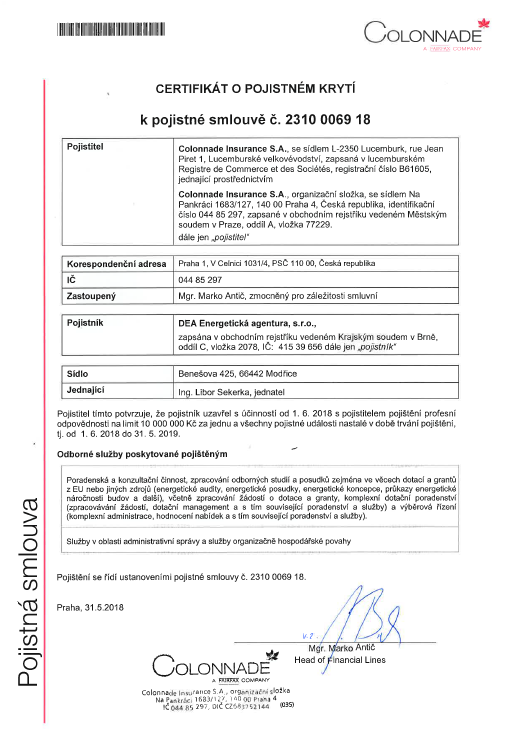 COLONNADE
A FAIRFAX COMPANY
CERTIFIKÁT O POJISTNÉM KRYTÍ
k pojistné smlouvě č. 2310 0069 18
Pojistitel
Colonnade Insurance S.A., se sídlem L-2350 Lucemburk, rue Jean
Piret 1, Lucemburské velkovévodství, zapsaná v lucemburském
Registre de Commerce et des Sociétés, registrační číslo B61605,
jednající prostřednictvím
Colonnade Insurance S.A., organizační složka, se sídlem Na
Pankráci 1683/127, 140 00 Praha 4, Česká republika, identifikační
číslo 044 85 297, zapsané v obchodním rejstříku vedeném Městským
soudem v Praze, oddíl A, vložka 77229.
dále jen „pojistitel"
Korespondenční adresa
Praha 1, V Celnici 1031/4, PSČ 110 00, Česká republika
IČ
044 85 297
Zastoupený
Mgr. Marko Antič, zmocněný pro záležitosti smluvní
Pojistník
DEA Energetická agentura, s.r.o.,
zapsána v obchodním rejstříku vedeném Krajským soudem v Brně,
oddíl C, vložka 2078, IČ: 415 39 656 dále jen „pojistník"
Sídlo
Benešova 425, 66442 Modřice
Jednající
Ing. Libor Sekerka, jednatel
Pojistitel tímto potvrzuje, že pojistník uzavřel s účinností od 1. 6. 2018 s pojistitelem pojištění profesní
odpovědnosti na limit 10 000 000 Kč za jednu a všechny pojistné události nastalé v době trvání pojištění,
tj. od 1. 6. 2018 do 31. 5. 2019.
Odborné služby poskytované pojištěným
Poradenská a konzultační činnost, zpracování odborných studií a posudků zejména ve věcech dotací a grantů
z EU nebo jiných zdrojů (energetické audity, energetické posudky, energetické koncepce, průkazy energetické
náročnosti budov a další), včetně zpracování žádostí o dotace a granty, komplexní dotační poradenství
(zpracovávání žádostí, dotační management a s tím související poradenství a služby) a výběrová řízení
(komplexní administrace, hodnocení nabídek a s tím související poradenství a služby).
Služby v oblasti administrativní správy a služby organizačně hospodářské povahy
Pojištění se řídí ustanoveními pojistné smlouvy č. 2310 0069 18.
Praha, 31.5.2018
v.z.
Mgr. Marko Antič
Head of Financial Lines
COLONNADE
A FAIRFAX COMPANY
Colonnade Insurance S.A., organizační složka
Na Pankráci 1683/127, 140 00 Praha 4
IČ 044 85 297, DIČ CZ683752144 (035)
Pojistná smlouva